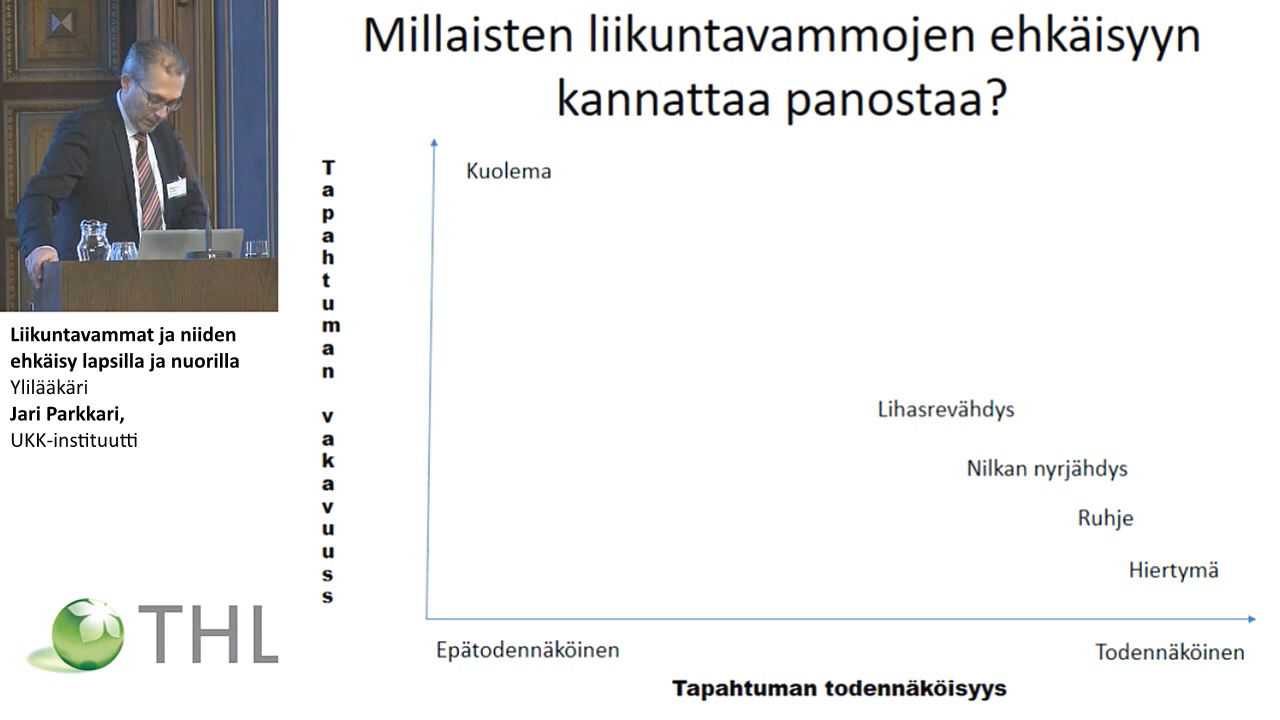 Millaisten liikuntavammojen ehkäisyyn
kannattaa panostaa?
Tapahtuman vakavuuss
Kuolema
Lihasrevähdys
Nilkan nyrjähdys
Ruhje
Hiertymä
Epätodennäköinen
Todennäköinen
Tapahtuman todennäköisyys
Liikuntavammat ja niiden
ehkäisy lapsilla ja nuorilla
Ylilääkäri
Jari Parkkari,
UKK-instituutti
THL